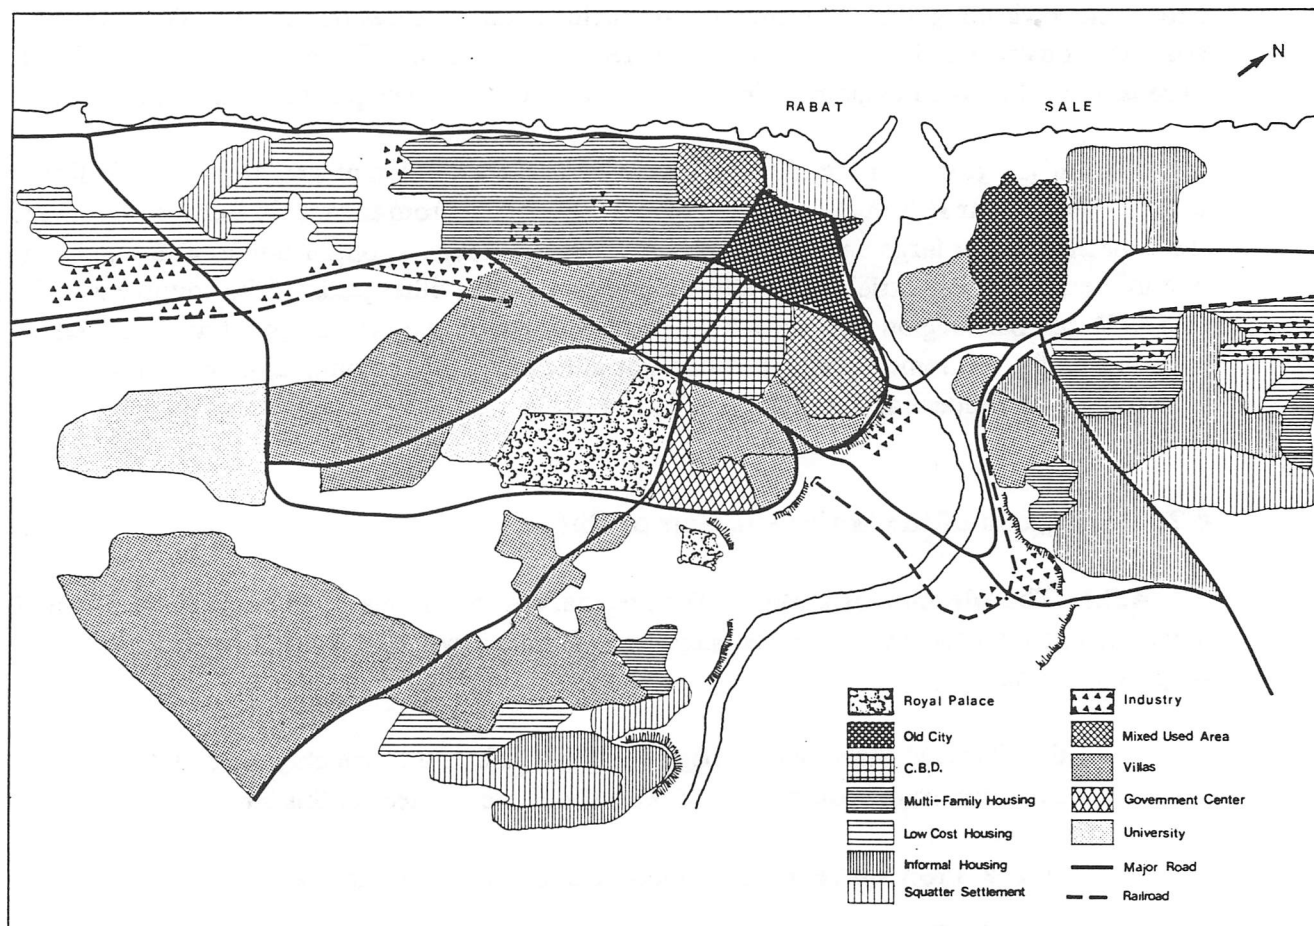 N
RABAT
SALE
Royal Palace
Old City
C.B.D.
Multi-Family Housing
Low Cost Housing
Informal Housing
Squatter Settlement
Industry
Mixed Used Area
Villas
Government Center
University
Major Road
Railroad